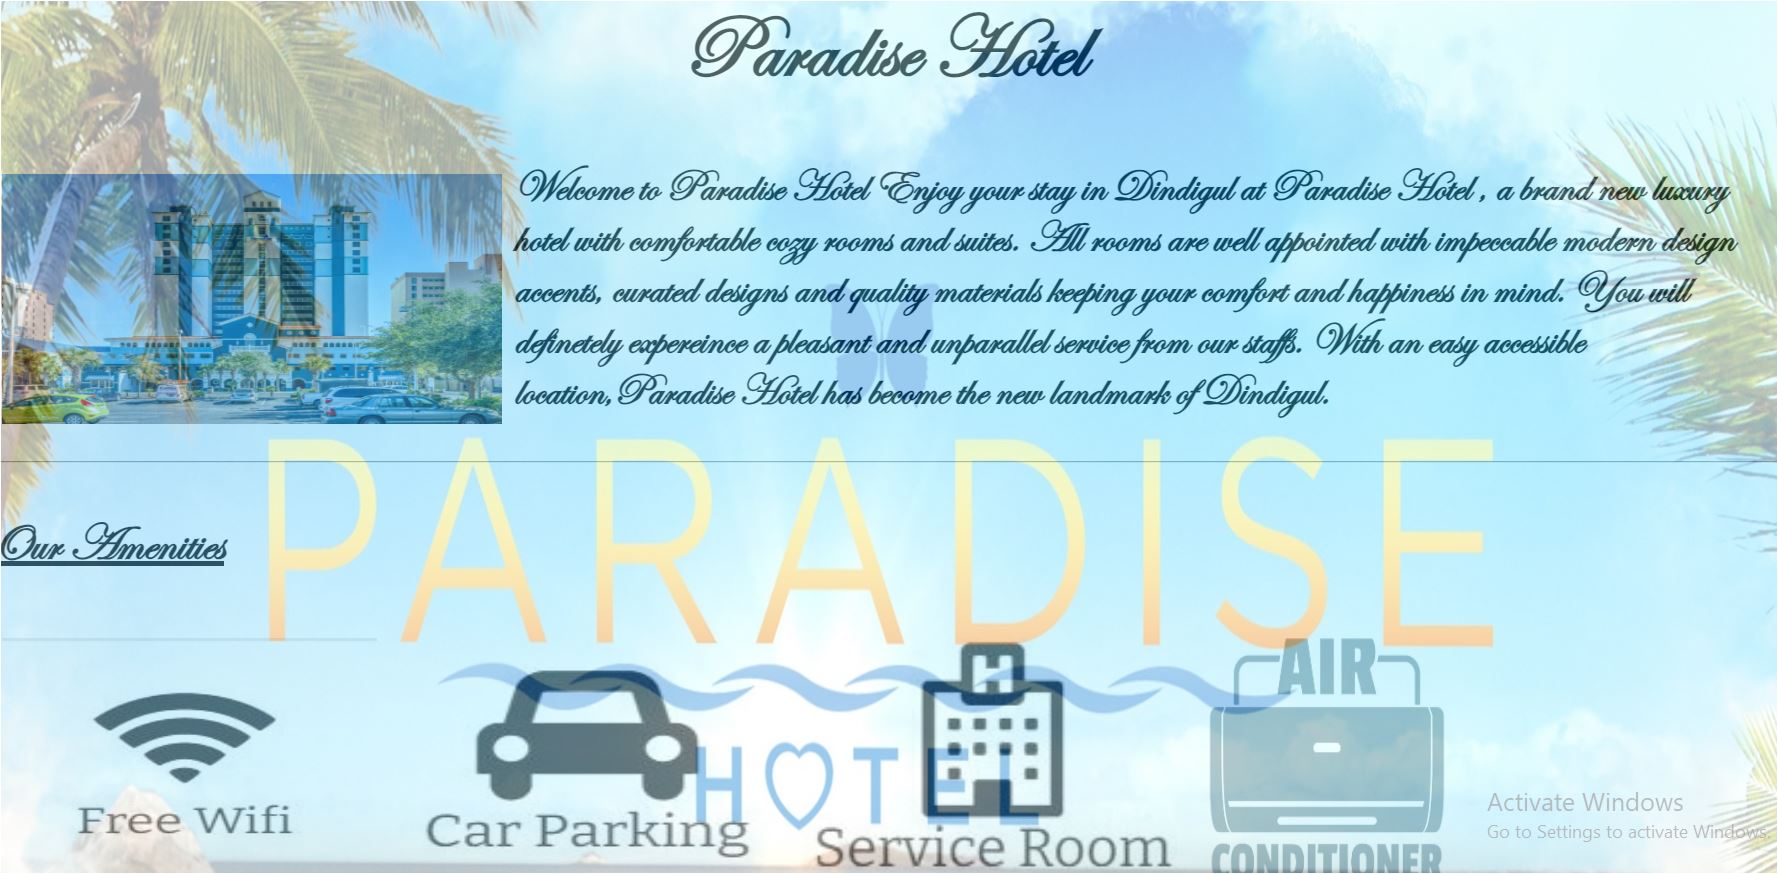 Paradise Hotel
Welcome to Paradise Hotel Enjoy your stay in Dindigul at Paradise Hotel , a brand new luxury
hotel with comfortable cozy rooms and suites. All rooms are well appointed with impeccable modern design
accents, curated designs and quality materials keeping your comfort and happiness in mind. You will
definetely expereince a pleasant and unparallel service from our staffs. With an easy accessible
location,Paradise Hotel has become the new landmark of Dindigul.
PARADISE
Our Amenities
HOTEL
Free Wifi
Car Parking
H
Service Room
AIR
CONDITIONER
Activate Windows
Go to Settings to activate Windows.